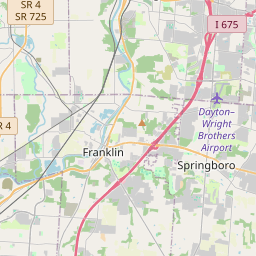 SR 4
SR 725
I 675
Dayton–
Wright
Brothers
Airport
R 4
Franklin
Springboro